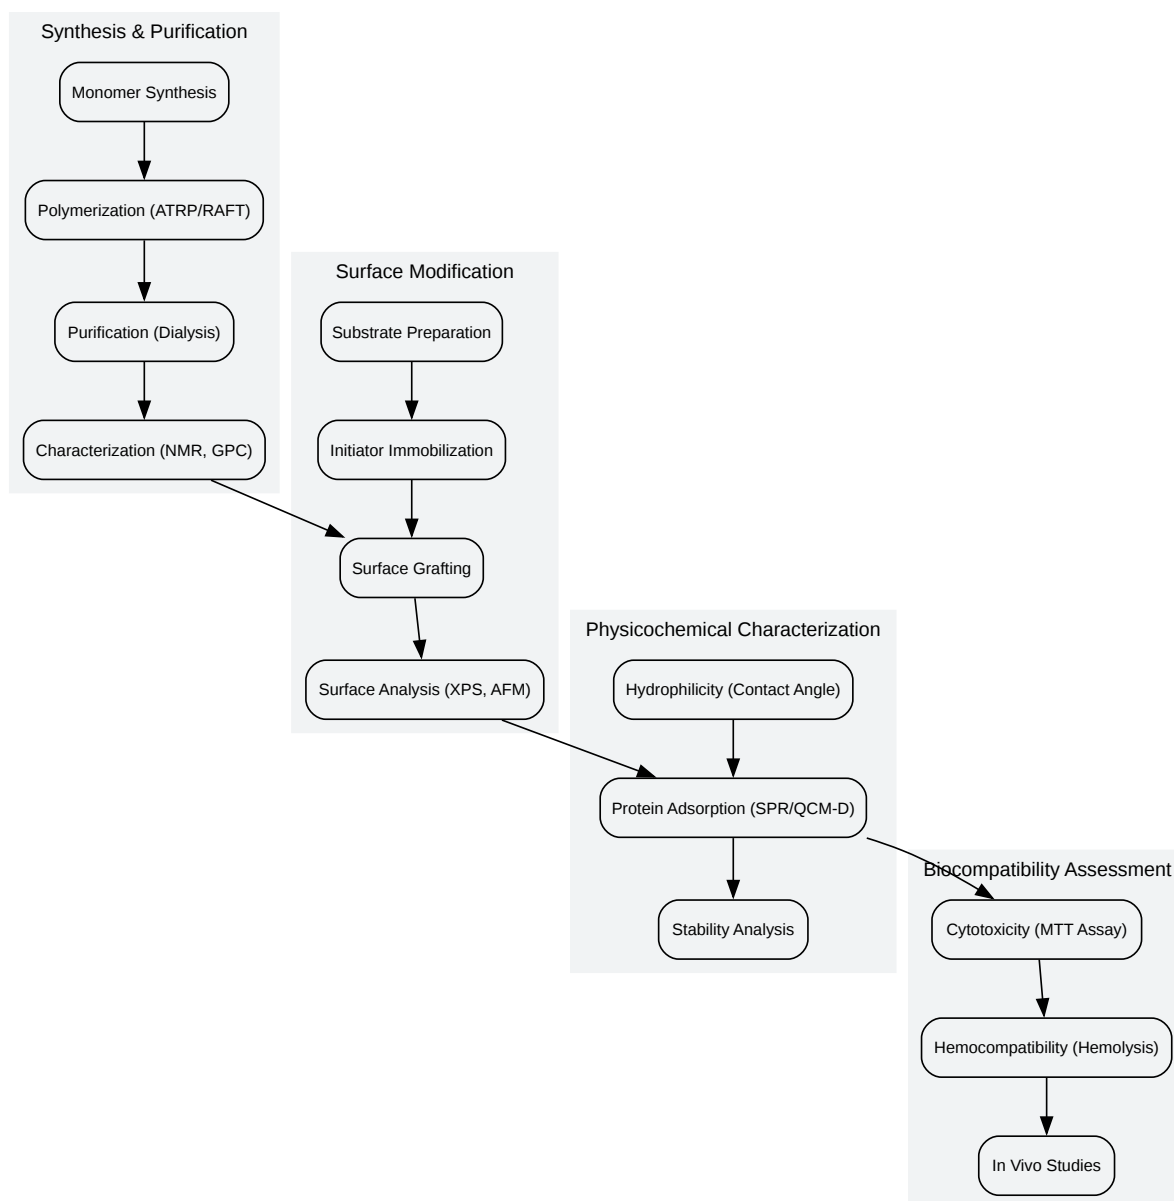 Synthesis & Purification
Monomer Synthesis
Polymerization (ATRP/RAFT)
Purification (Dialysis)
Characterization (NMR, GPC)
Surface Modification
Substrate Preparation
Initiator Immobilization
Surface Grafting
Surface Analysis (XPS, AFM)
Physicochemical Characterization
Hydrophilicity (Contact Angle)
Protein Adsorption (SPR/QCM-D)
Stability Analysis
Biocompatibility Assessment
Cytotoxicity (MTT Assay)
Hemocompatibility (Hemolysis)
In Vivo Studies